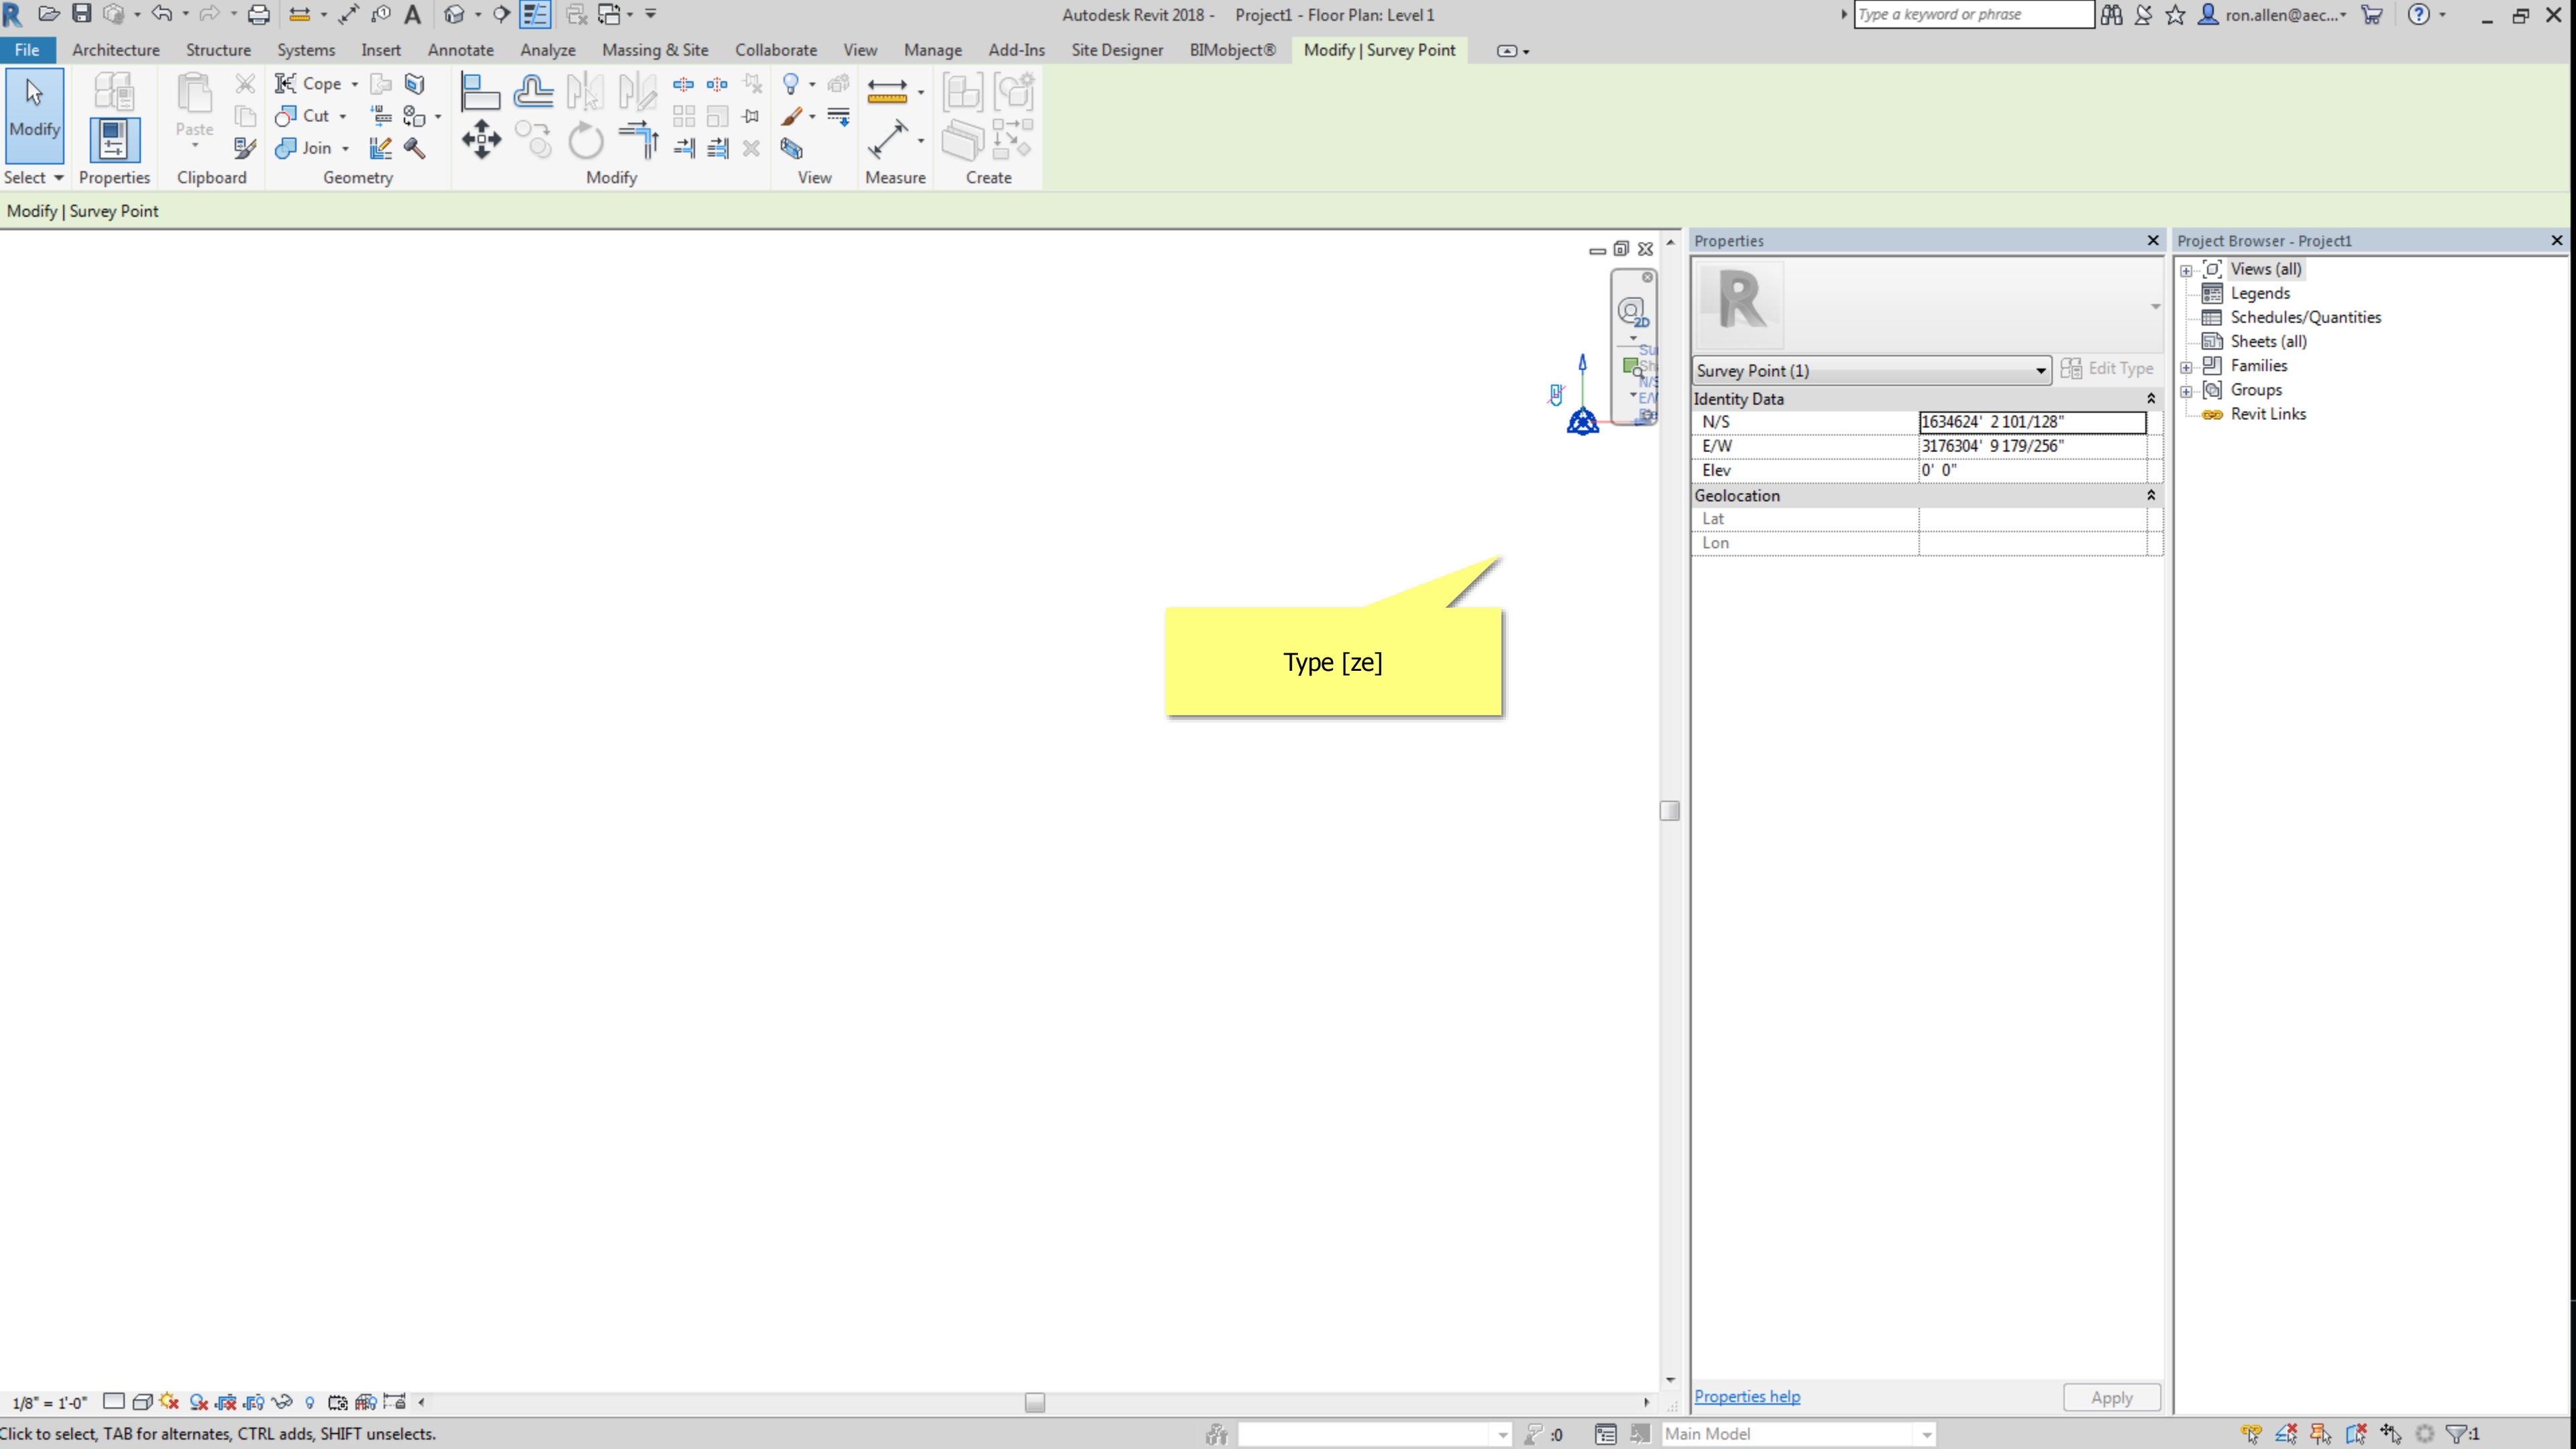 Autodesk Revit 2018 - Project1 - Floor Plan: Level 1
Type a keyword or phrase
ron.allen@aec...
File Architecture Structure Systems Insert Annotate Analyze Massing & Site Collaborate View Manage Add-Ins Site Designer BIMobject® Modify | Survey Point
Modify
Paste
Cope
Cut
Join
Select Properties Clipboard Geometry Modify View Measure Create
Modify | Survey Point
2D
Su
Sh
N/S
E/W
Ele
Type [ze]
Properties
R
Survey Point (1) Edit Type
Identity Data
N/S 1634624' 2 101/128"
E/W 3176304' 9 179/256"
Elev 0' 0"
Geolocation
Lat
Lon
Properties help Apply
Project Browser - Project1
Views (all)
Legends
Schedules/Quantities
Sheets (all)
Families
Groups
Revit Links
1/8" = 1'-0"
Click to select, TAB for alternates, CTRL adds, SHIFT unselects.
:0
Main Model
:1